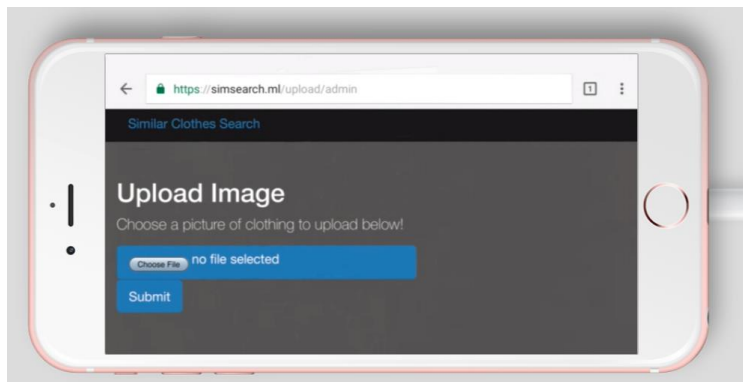 https://simsearch.ml/upload/admin
1
Similar Clothes Search
Upload Image
Choose a picture of clothing to upload below!
Choose File no file selected
Submit